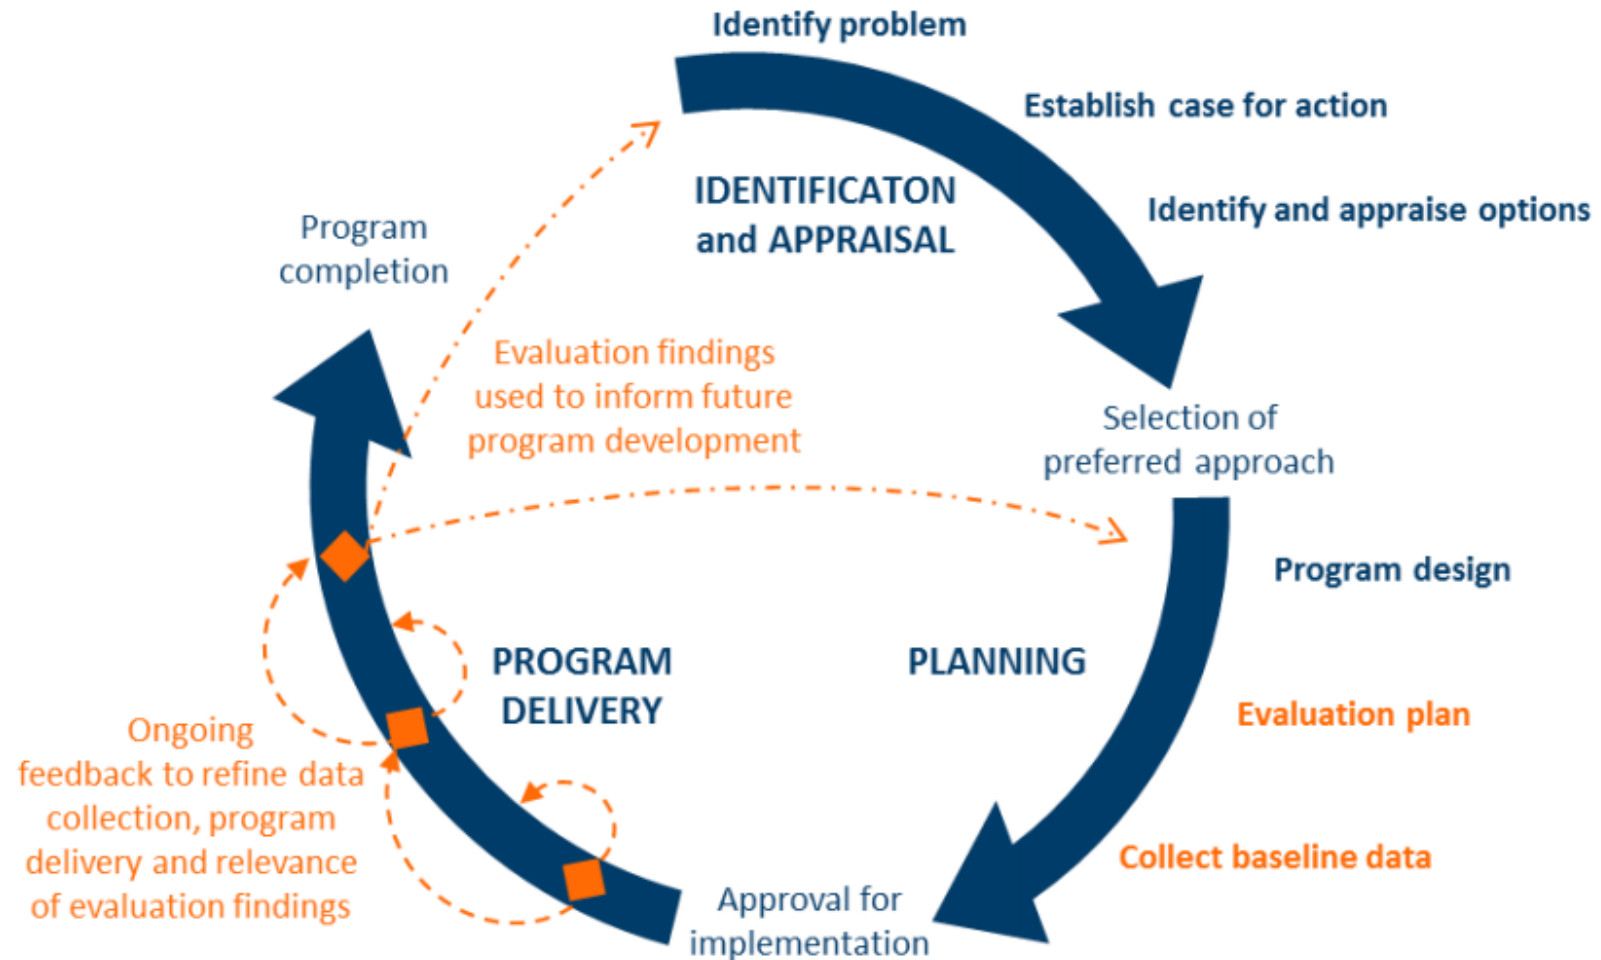 Identify problem
Establish case for action
IDENTIFICATON
and APPRAISAL
Identify and appraise options
Program
completion
Evaluation findings
used to inform future
program development
Selection of
preferred approach
Program design
PROGRAM
DELIVERY
PLANNING
Evaluation plan
Ongoing
feedback to refine data
collection, program
delivery and relevance
of evaluation findings
Collect baseline data
Approval for
implementation